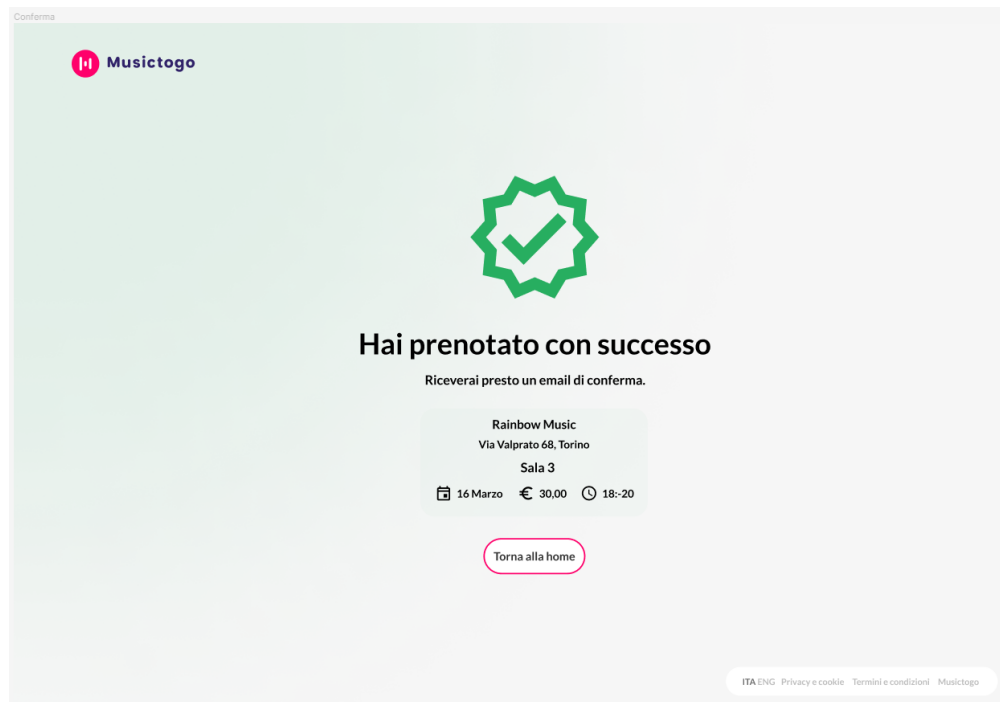 Conferma
Musictogo
Hai prenotato con successo
Riceverai presto un email di conferma.
Rainbow Music
Via Valprato 68, Torino
Sala 3
16 Marzo € 30,00 18:-20
Torna alla home
ITA ENG Privacy e cookie Termini e condizioni Musictogo